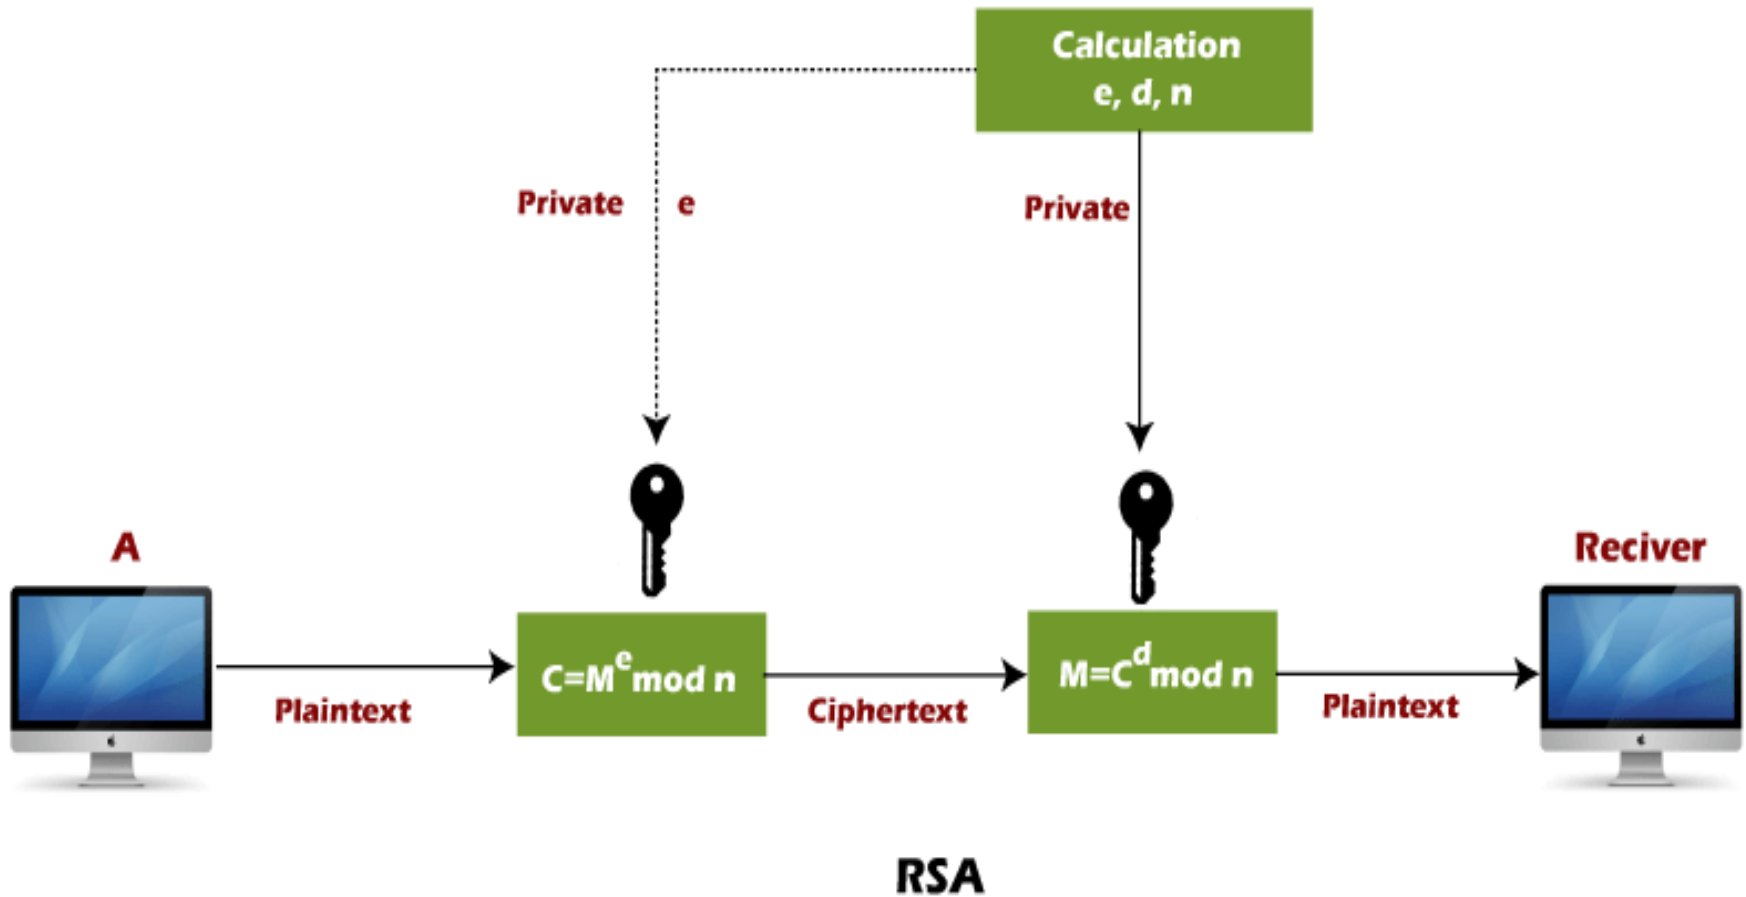 Calculation
e, d, n
Private e
Private
A
Reciver
C=M^e mod n
M=C^d mod n
Plaintext
Ciphertext
Plaintext
RSA